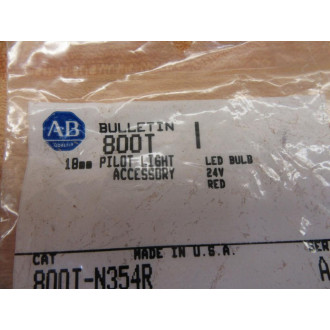 AB
BULLETIN
800T
18mm PILOT LIGHT LED BULB
ACCESSORY 24V
RED
MADE IN U.S.A.
CAT SER
800T-N354R A